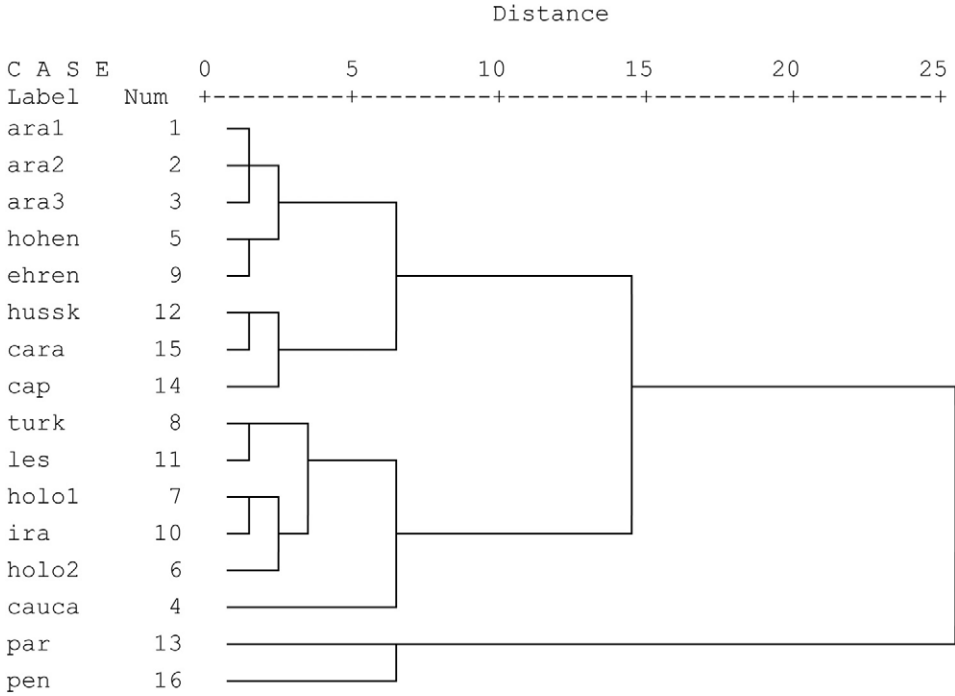 Distance
C A S E 0 5 10 15 20 25
Label Num +---------+---------+---------+---------+---------+
ara1 1
ara2 2
ara3 3
hohen 5
ehren 9
hussk 12
cara 15
cap 14
turk 8
les 11
holo1 7
ira 10
holo2 6
cauca 4
par 13
pen 16